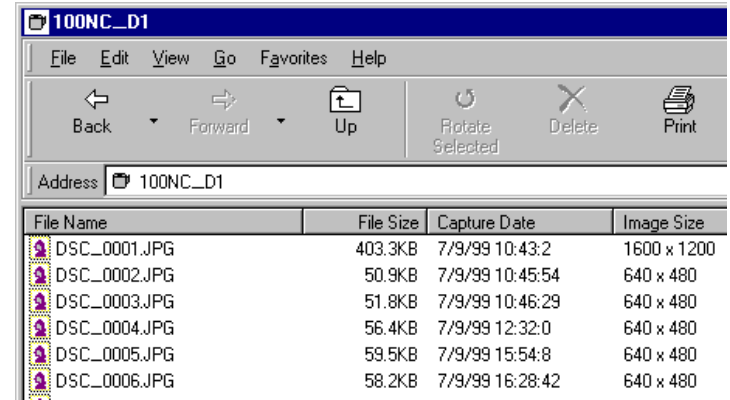 100NC_D1
File Edit View Go Favorites Help
Back Forward Up Rotate Selected Delete Print
Address 100NC_D1
File Name File Size Capture Date Image Size
DSC_0001.JPG 403.3KB 7/9/99 10:43:2 1600 x 1200
DSC_0002.JPG 50.9KB 7/9/99 10:45:54 640 x 480
DSC_0003.JPG 51.8KB 7/9/99 10:46:29 640 x 480
DSC_0004.JPG 56.4KB 7/9/99 12:32:0 640 x 480
DSC_0005.JPG 59.5KB 7/9/99 15:54:8 640 x 480
DSC_0006.JPG 58.2KB 7/9/99 16:28:42 640 x 480